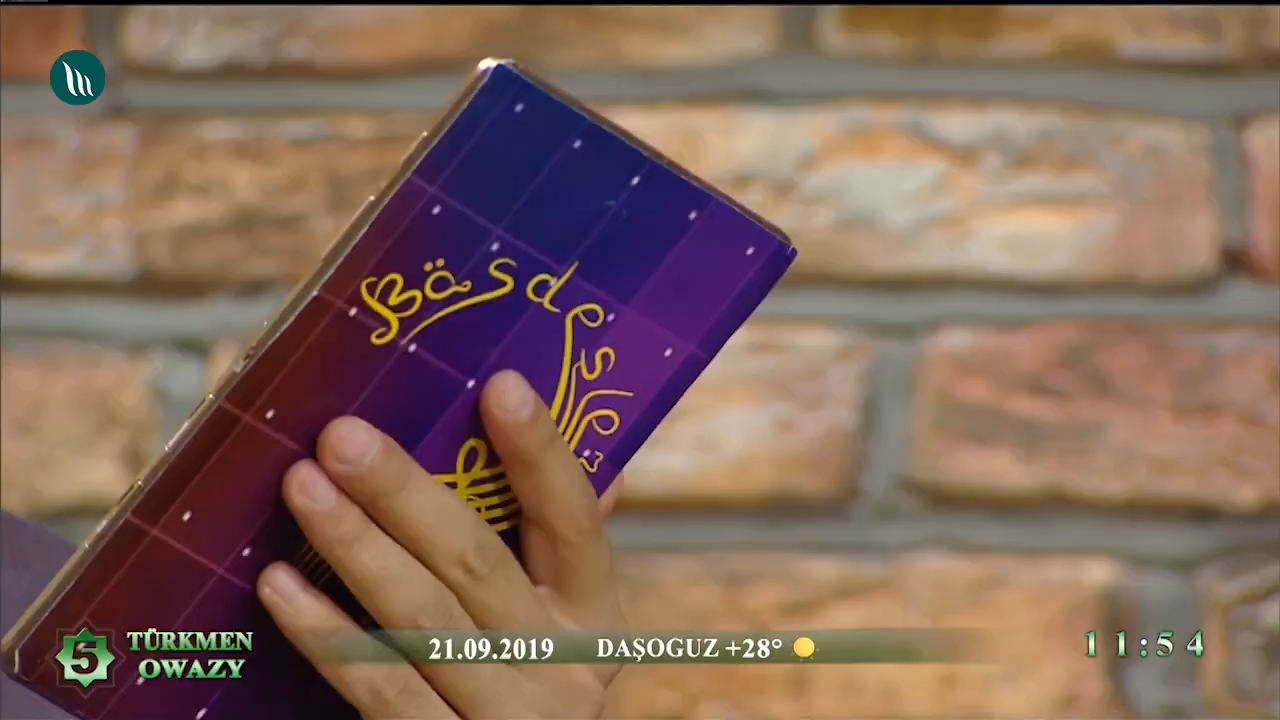 Bäsdeşler
5 TÜRKMEN
OWAZY
21.09.2019 DAŞOGUZ +28°
11:54